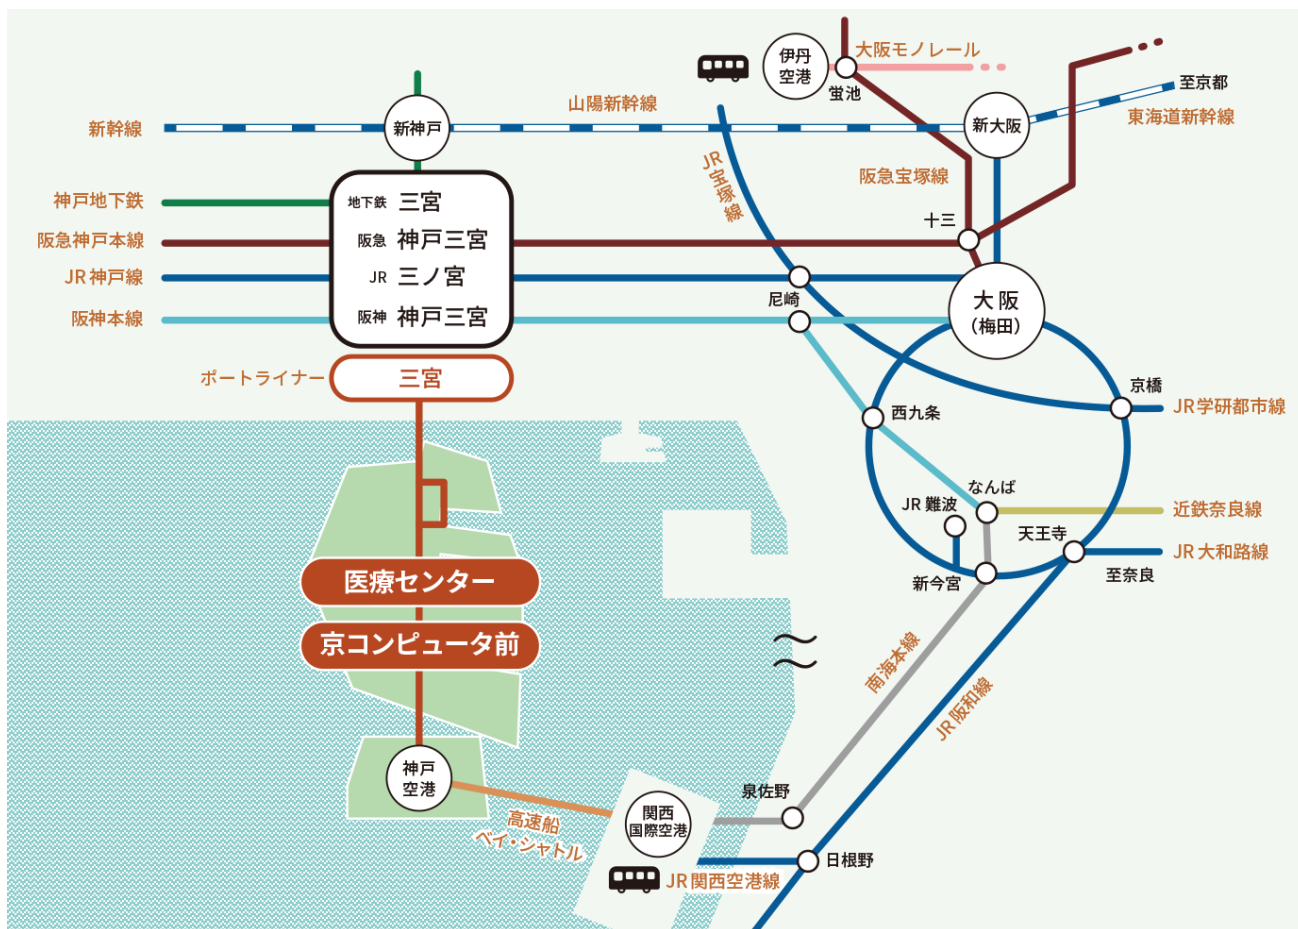 伊丹
空港
大阪モノレール
蛍池
至京都
東海道新幹線
新幹線
新神戸
山陽新幹線
新大阪
JR宝塚線
阪急宝塚線
神戸地下鉄
地下鉄 三宮
十三
阪急神戸本線
阪急 神戸三宮
JR神戸線
JR 三ノ宮
尼崎
大阪
（梅田）
阪神本線
阪神 神戸三宮
ポートライナー
三宮
京橋
JR学研都市線
西九条
なんば
JR難波
近鉄奈良線
天王寺
JR大和路線
至奈良
新今宮
医療センター
京コンピュータ前
南海本線
JR阪和線
神戸
空港
高速船
ベイ・シャトル
関西
国際空港
泉佐野
日根野
JR関西空港線